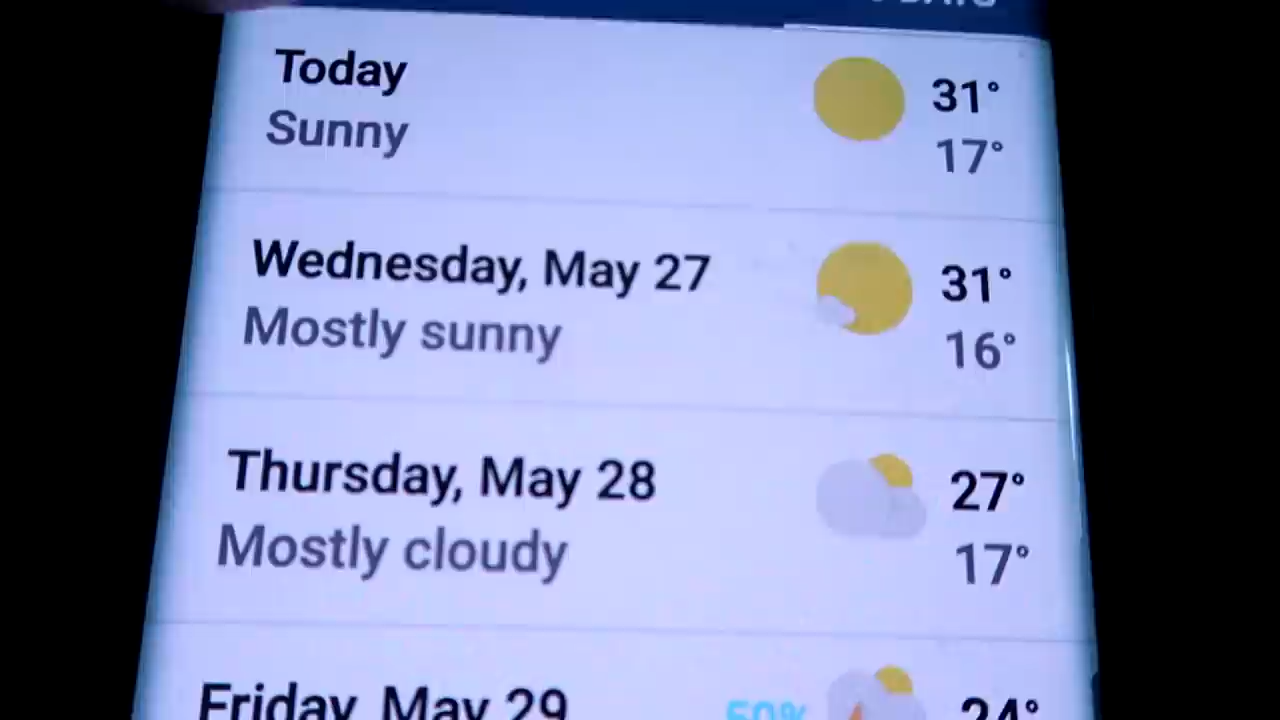 Today
Sunny
31°
17°
Wednesday, May 27
Mostly sunny
31°
16°
Thursday, May 28
Mostly cloudy
27°
17°
Friday, May 29
50%
24°